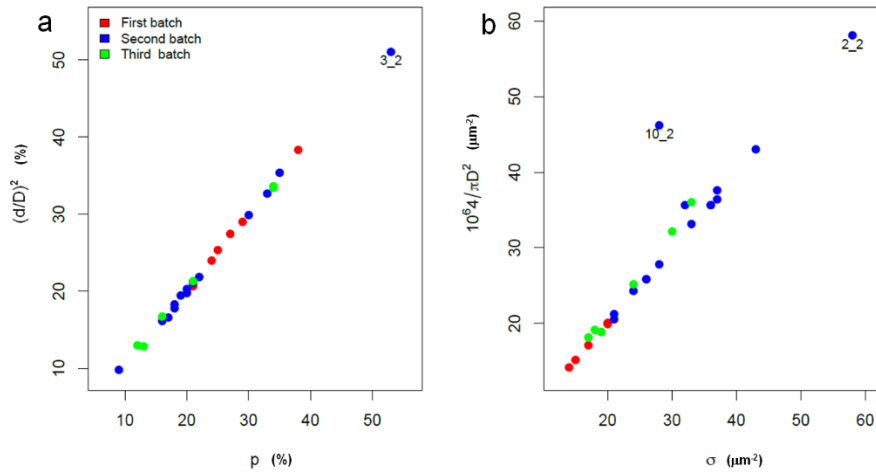 a
First batch
Second batch
Third batch
3_2
50
40
30
20
10
(d/D)² (%)
10 20 30 40 50
p (%)
b
2_2
10_2
60
50
40
30
20
10⁶4/πD² (μm⁻²)
20 30 40 50 60
σ (μm⁻²)